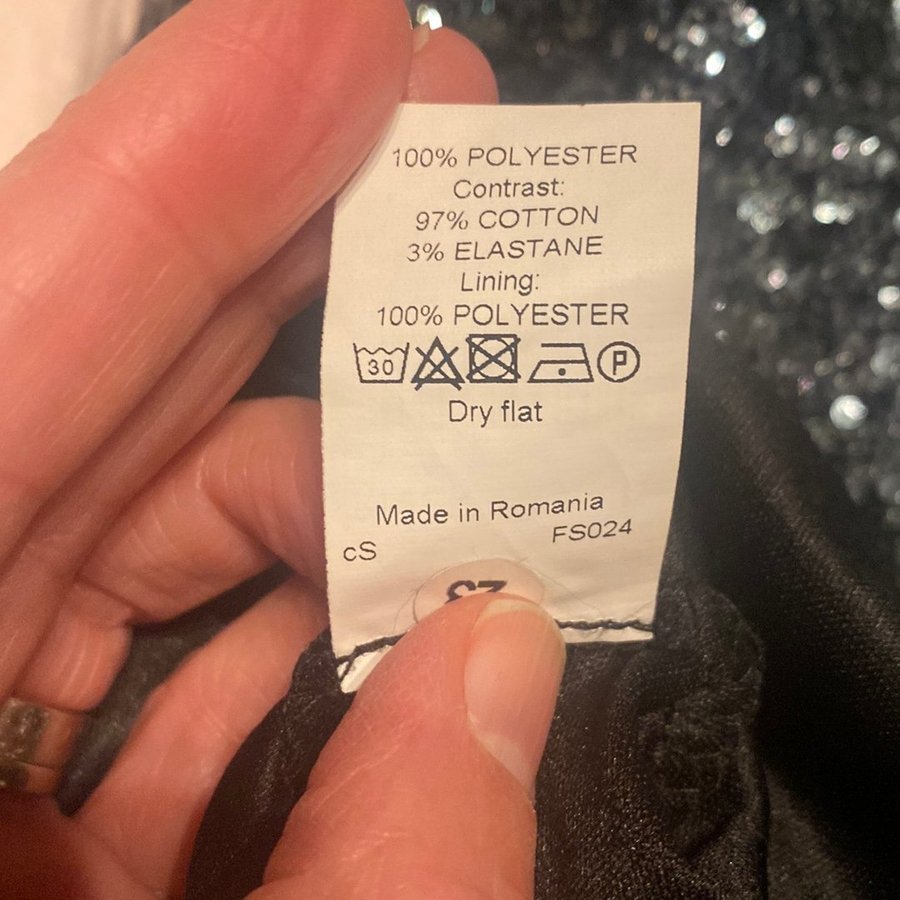 100% POLYESTER
Contrast:
97% COTTON
3% ELASTANE
Lining:
100% POLYESTER
30 P
Dry flat
Made in Romania
FS024
cS